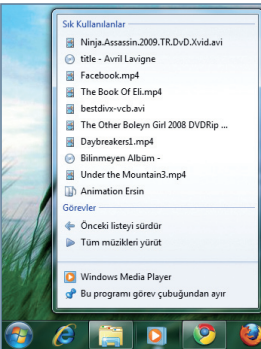 Sık Kullanılanlar
Ninja.Assassin.2009.TR.DvD.Xvid.avi
title - Avril Lavigne
Facebook.mp4
The Book Of Eli.mp4
bestdivx-vcb.avi
The Other Boleyn Girl 2008 DVDRip ...
Daybreakers1.mp4
Bilinmeyen Albüm -
Under the Mountain3.mp4
Animation Ersin
Görevler
Önceki listeyi sürdür
Tüm müzikleri yürüt
Windows Media Player
Bu programı görev çubuğundan ayır